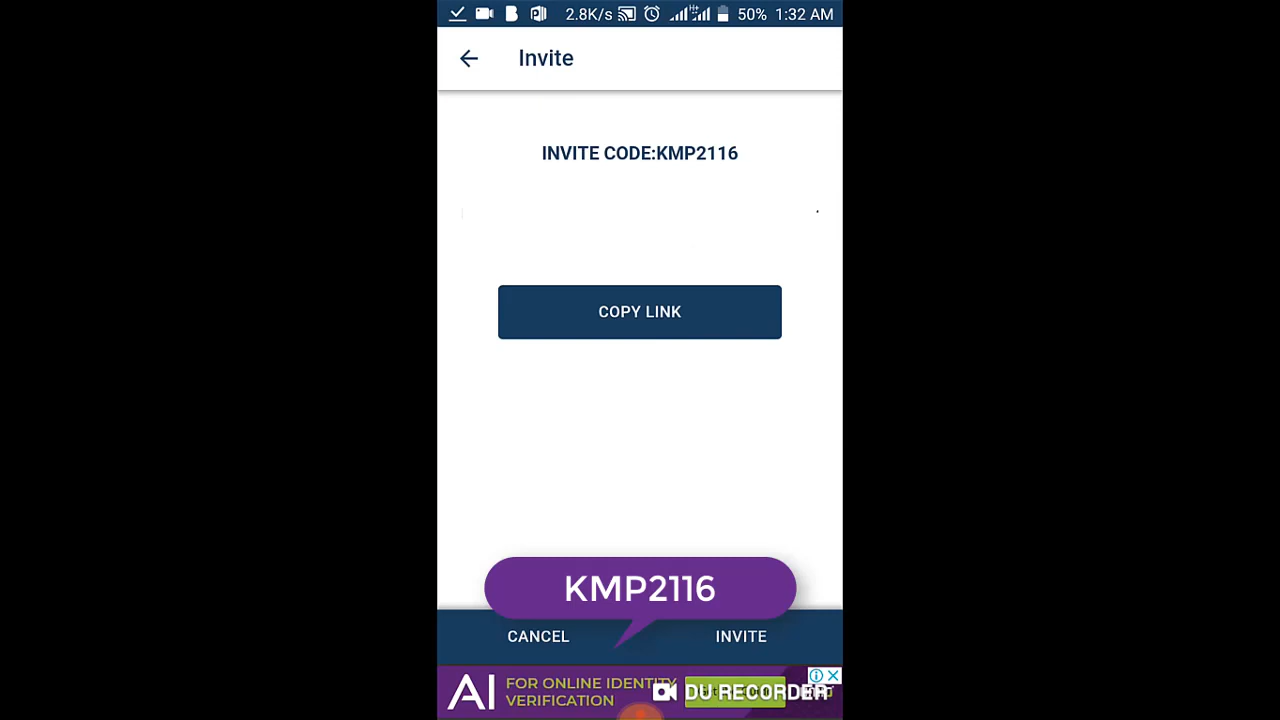 2.8K/s 50% 1:32 AM
Invite
INVITE CODE:KMP2116
COPY LINK
KMP2116
CANCEL INVITE
AI FOR ONLINE IDENTITY
VERIFICATION
DU RECORDER